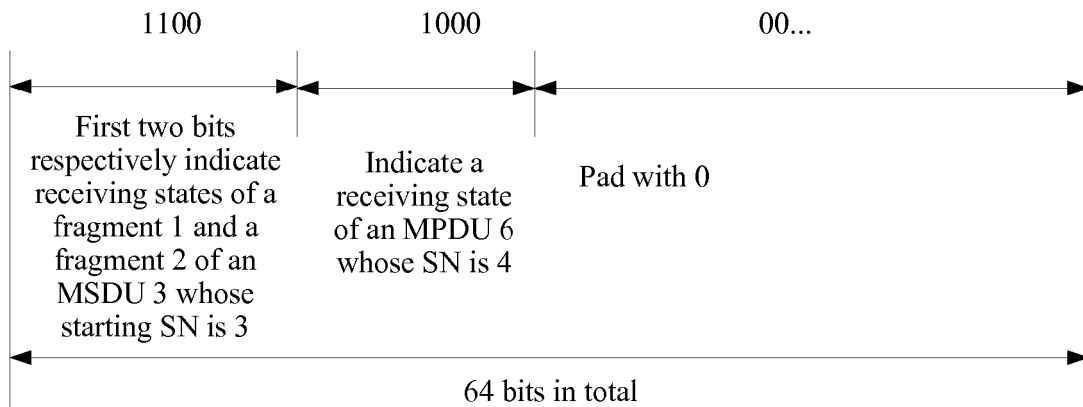 1100
1000
00...
First two bits
respectively indicate
receiving states of a
fragment 1 and a
fragment 2 of an
MSDU 3 whose
starting SN is 3
Indicate a
receiving state
of an MPDU 6
whose SN is 4
Pad with 0
64 bits in total